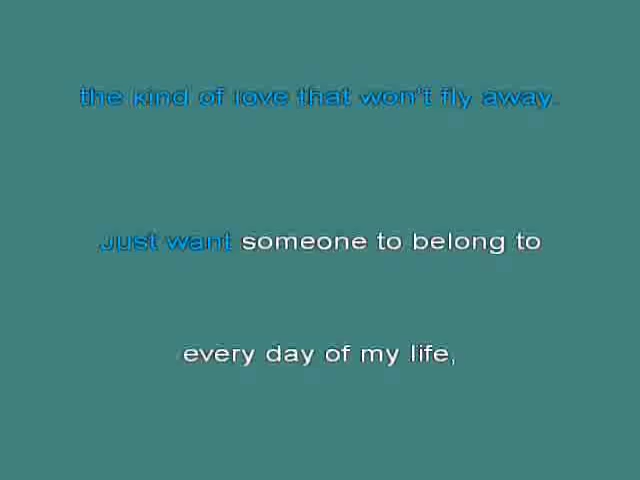 the kind of love that won't fly away.
Just want someone to belong to
every day of my life,